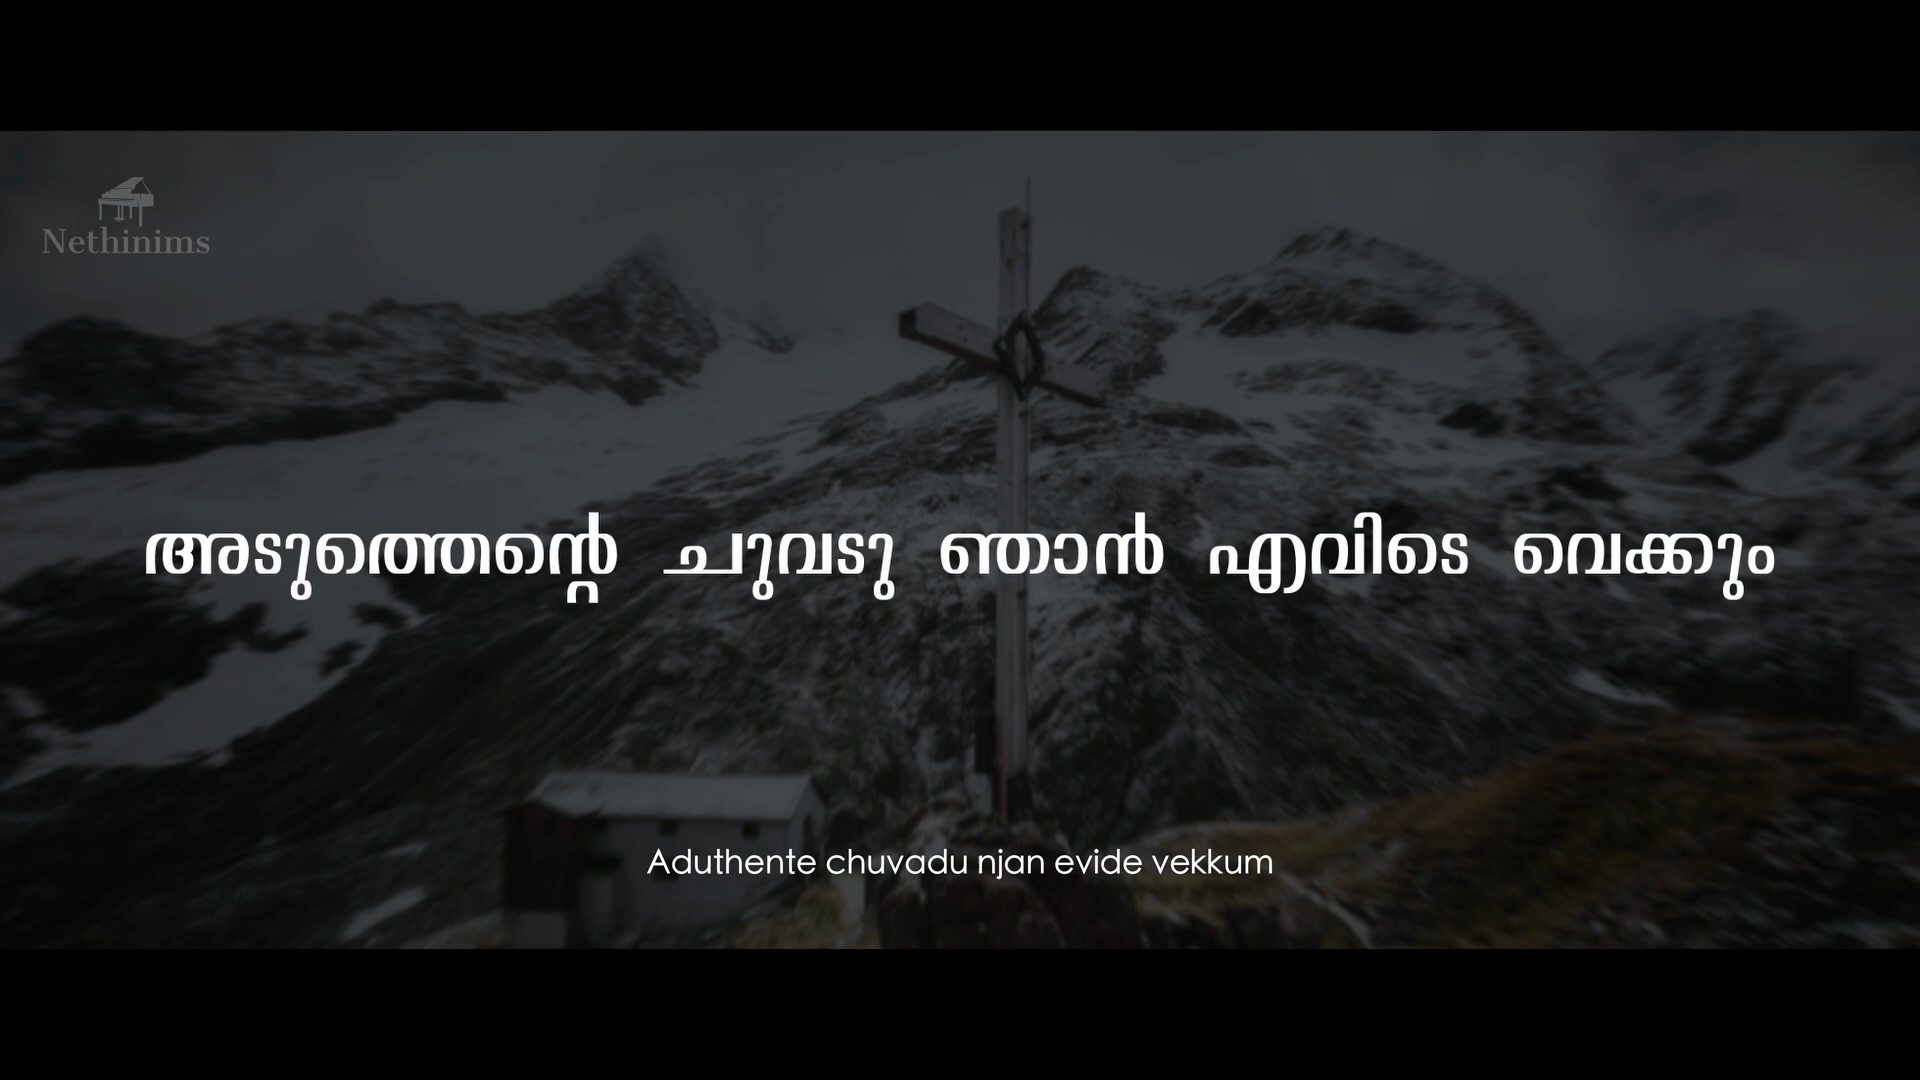 Nethinims
അടുത്തെന്റെ ചുവടു ഞാൻ എവിടെ വെക്കും
Aduthente chuvadu njan evide vekkum